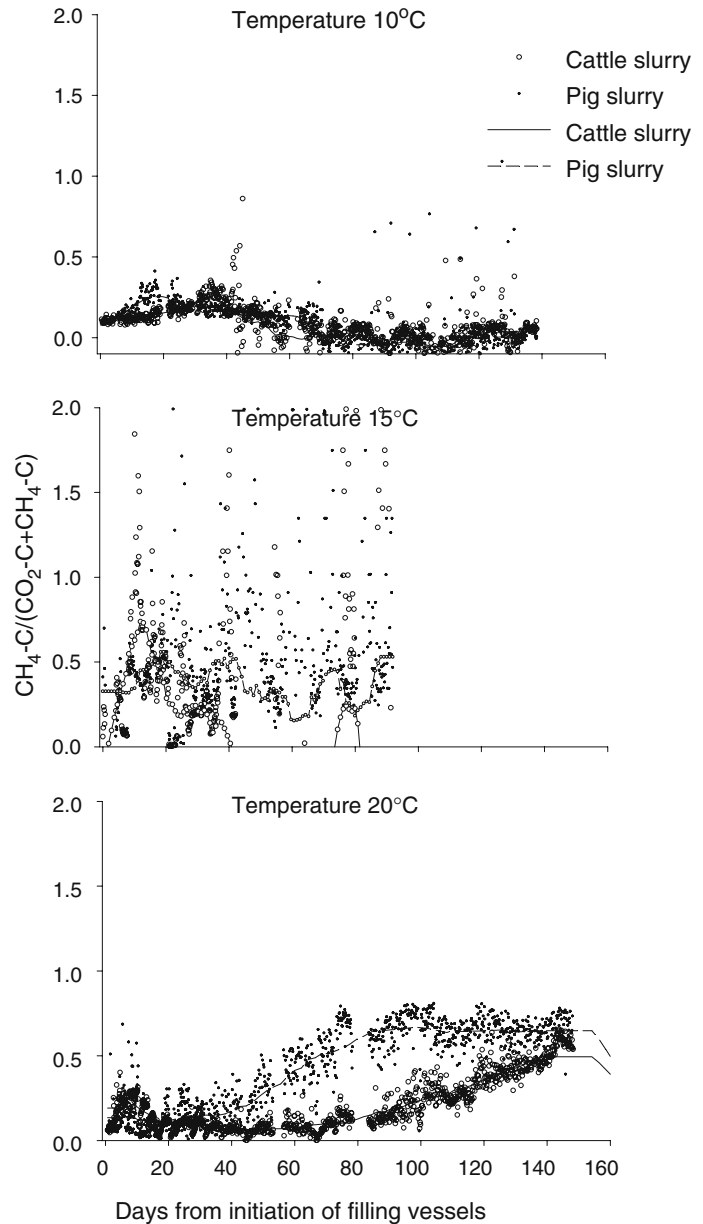 Temperature 10°C
2.0
1.5
1.0
0.5
0.0
Cattle slurry
Pig slurry
Cattle slurry
Pig slurry
CH₄-C/(CO₂-C+CH₄-C)
Temperature 15°C
2.0
1.5
1.0
0.5
0.0
Temperature 20°C
2.0
1.5
1.0
0.5
0.0
0 20 40 60 80 100 120 140 160
Days from initiation of filling vessels